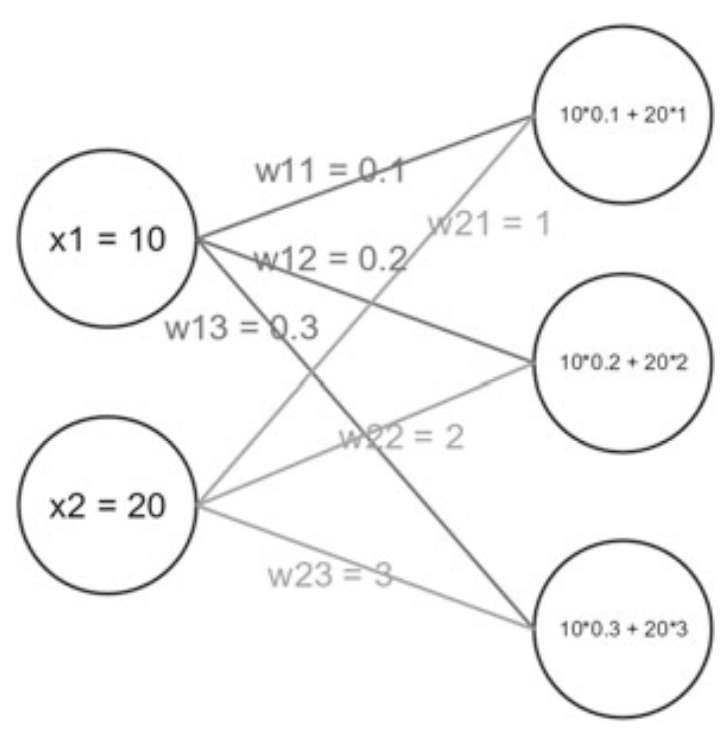 10*0.1 + 20*1
w11 = 0.1
w21 = 1
x1 = 10
w12 = 0.2
w13 = 0.3
10*0.2 + 20*2
w22 = 2
x2 = 20
w23 = 3
10*0.3 + 20*3